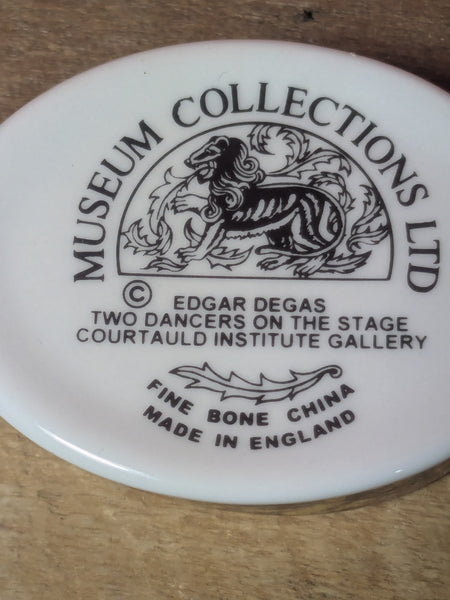 MUSEUM COLLECTIONS LTD
© EDGAR DEGAS
TWO DANCERS ON THE STAGE
COURTAULD INSTITUTE GALLERY
FINE BONE CHINA
MADE IN ENGLAND